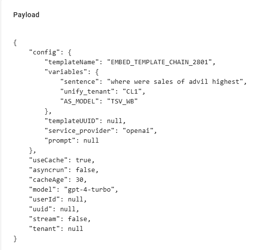 Payload
{
"config": {
"templateName": "EMBED_TEMPLATE_CHAIN_2801",
"variables": {
"sentence": "where were sales of advil highest",
"unify_tenant": "CL1",
"AS_MODEL": "TSV_WB"
},
"templateUUID": null,
"service_provider": "openai",
"prompt": null
},
"useCache": true,
"asyncrun": false,
"cacheAge": 30,
"model": "gpt-4-turbo",
"userId": null,
"uuid": null,
"stream": false,
"tenant": null
}